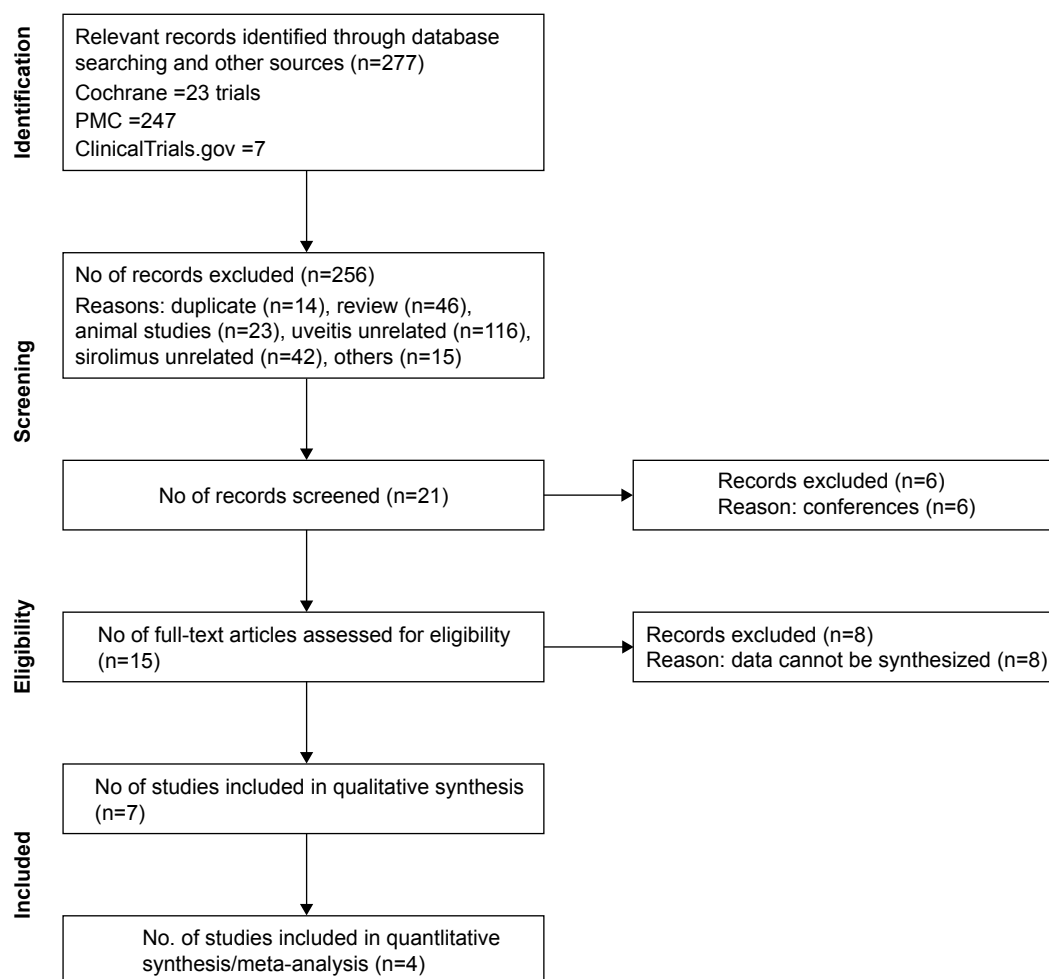 Identification
Relevant records identified through database
searching and other sources (n=277)
Cochrane =23 trials
PMC =247
ClinicalTrials.gov =7
Screening
No of records excluded (n=256)
Reasons: duplicate (n=14), review (n=46),
animal studies (n=23), uveitis unrelated (n=116),
sirolimus unrelated (n=42), others (n=15)
No of records screened (n=21)
Records excluded (n=6)
Reason: conferences (n=6)
Eligibility
No of full-text articles assessed for eligibility
(n=15)
Records excluded (n=8)
Reason: data cannot be synthesized (n=8)
Included
No of studies included in qualitative synthesis
(n=7)
No. of studies included in quantlitative
synthesis/meta-analysis (n=4)